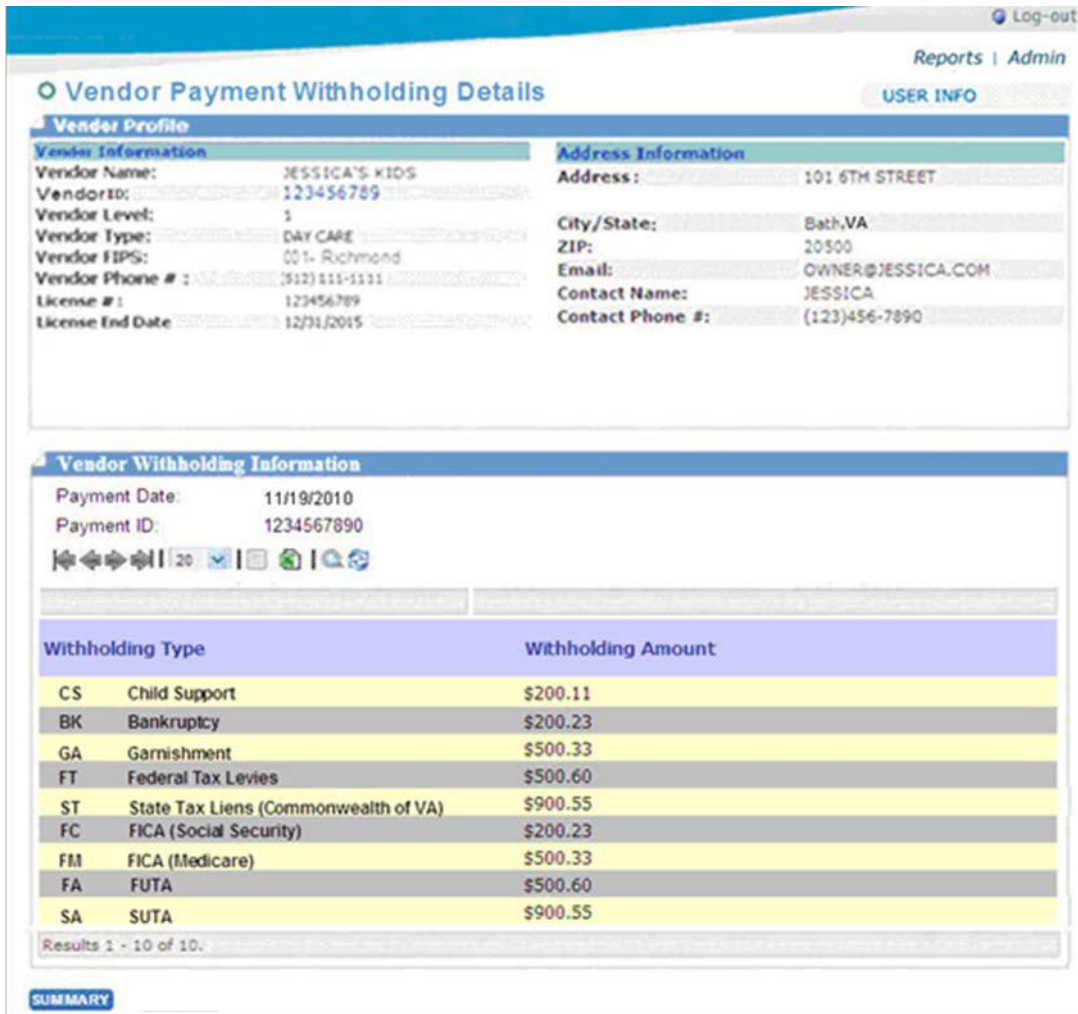 Log-out
Reports | Admin
Vendor Payment Withholding Details
USER INFO
Vendor Profile
Vendor Information
Vendor Name: JESSICA'S KIDS
VendorID: 123456789
Vendor Level: 1
Vendor Type: DAY CARE
Vendor FIPS: 001- Richmond
Vendor Phone # : (512) 111-1111
License # : 123456789
License End Date 12/31/2015
Address Information
Address: 101 6TH STREET
City/State: Bath,VA
ZIP: 20500
Email: OWNER@JESSICA.COM
Contact Name: JESSICA
Contact Phone #: (123)456-7890
Vendor Withholding Information
Payment Date: 11/19/2010
Payment ID: 1234567890
20
Withholding Type Withholding Amount
CS Child Support $200.11
BK Bankruptcy $200.23
GA Garnishment $500.33
FT Federal Tax Levies $500.60
ST State Tax Liens (Commonwealth of VA) $900.55
FC FICA (Social Security) $200.23
FM FICA (Medicare) $500.33
FA FUTA $500.60
SA SUTA $900.55
Results 1 - 10 of 10.
SUMMARY